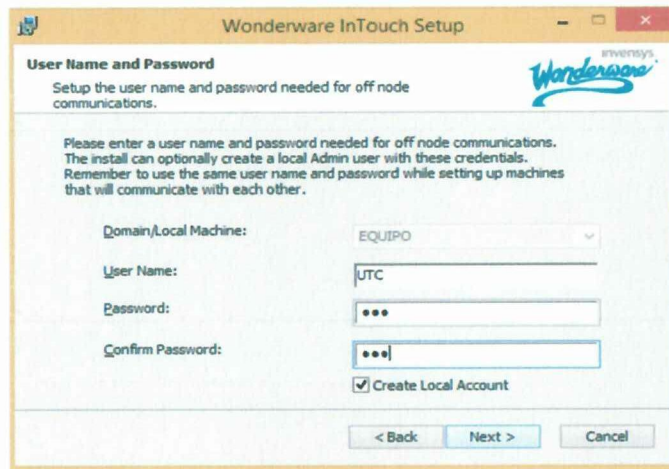 Wonderware InTouch Setup
User Name and Password
Setup the user name and password needed for off node
communications.
invensys
Wonderware
Please enter a user name and password needed for off node communications.
The install can optionally create a local Admin user with these credentials.
Remember to use the same user name and password while setting up machines
that will communicate with each other.
Domain/Local Machine:
EQUIPO
User Name:
UTC
Password:
•••
Confirm Password:
•••
Create Local Account
< Back Next > Cancel